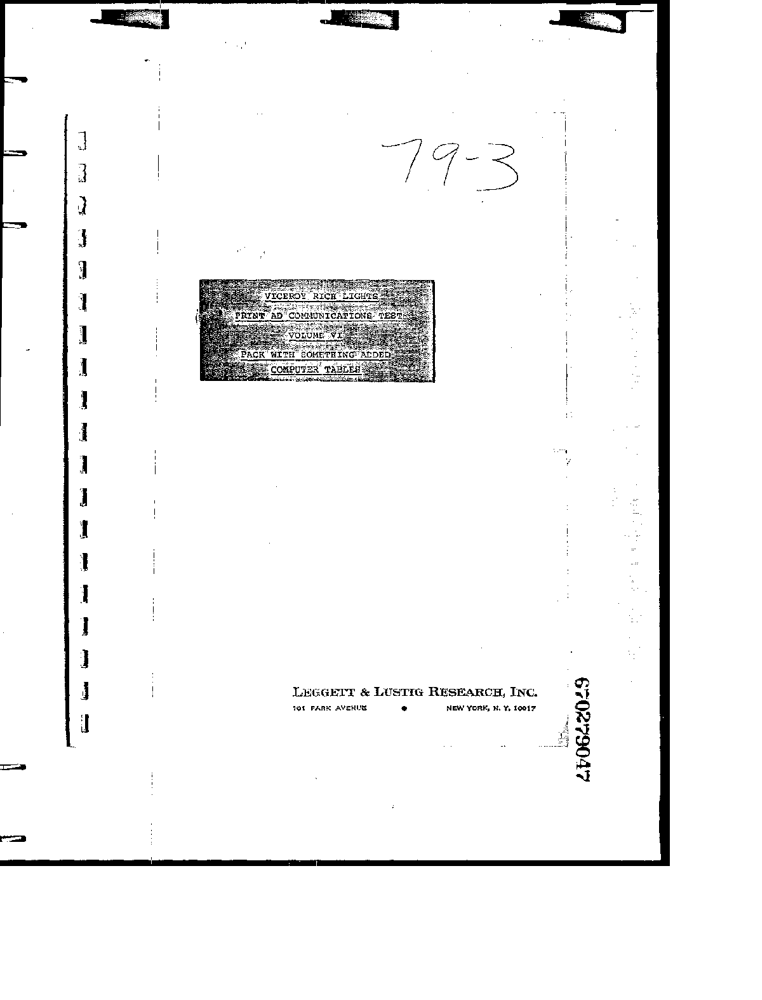 79-3
VICEROY RICH LIGHTS
PRINT AD COMMUNICATIONS TEST
VOLUME VI
PACK WITH SOMETHING ADDED
COMPUTER TABLES
LEGGETT & LUSTIG RESEARCH, INC.
101 PARK AVENUE ● NEW YORK, N. Y. 10017
670279047